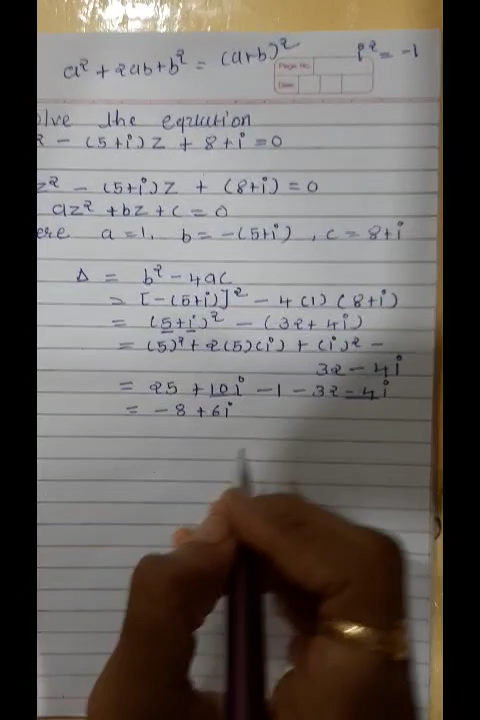 a² + 2ab + b² = (a+b)² i² = -1
Page No.
Date
olve the equation
² - (5+i)z + 8+i = 0
z² - (5+i)z + (8+i) = 0
az² + bz + c = 0
ere a = 1, b = -(5+i), c = 8+i
Δ = b² - 4ac
= [-(5+i)]² - 4(1)(8+i)
= (5+i)² - (32+4i)
= (5)² + 2(5)(i) + (i)² -
32 - 4i
= 25 + 10i - 1 - 32 - 4i
= -8 + 6i